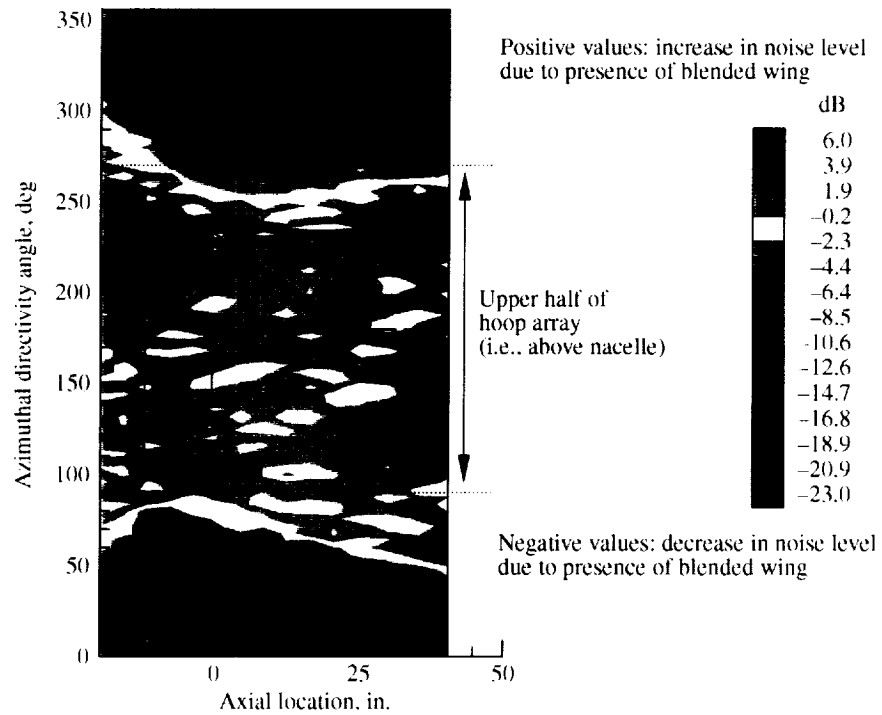 350
300
250
200
150
100
50
0
Azimuthal directivity angle, deg
0
25
50
Axial location, in.
Positive values: increase in noise level
due to presence of blended wing
dB
6.0
3.9
1.9
–0.2
–2.3
–4.4
–6.4
–8.5
-10.6
–12.6
–14.7
–16.8
–18.9
–20.9
–23.0
Upper half of
hoop array
(i.e.. above nacelle)
Negative values: decrease in noise level
due to presence of blended wing